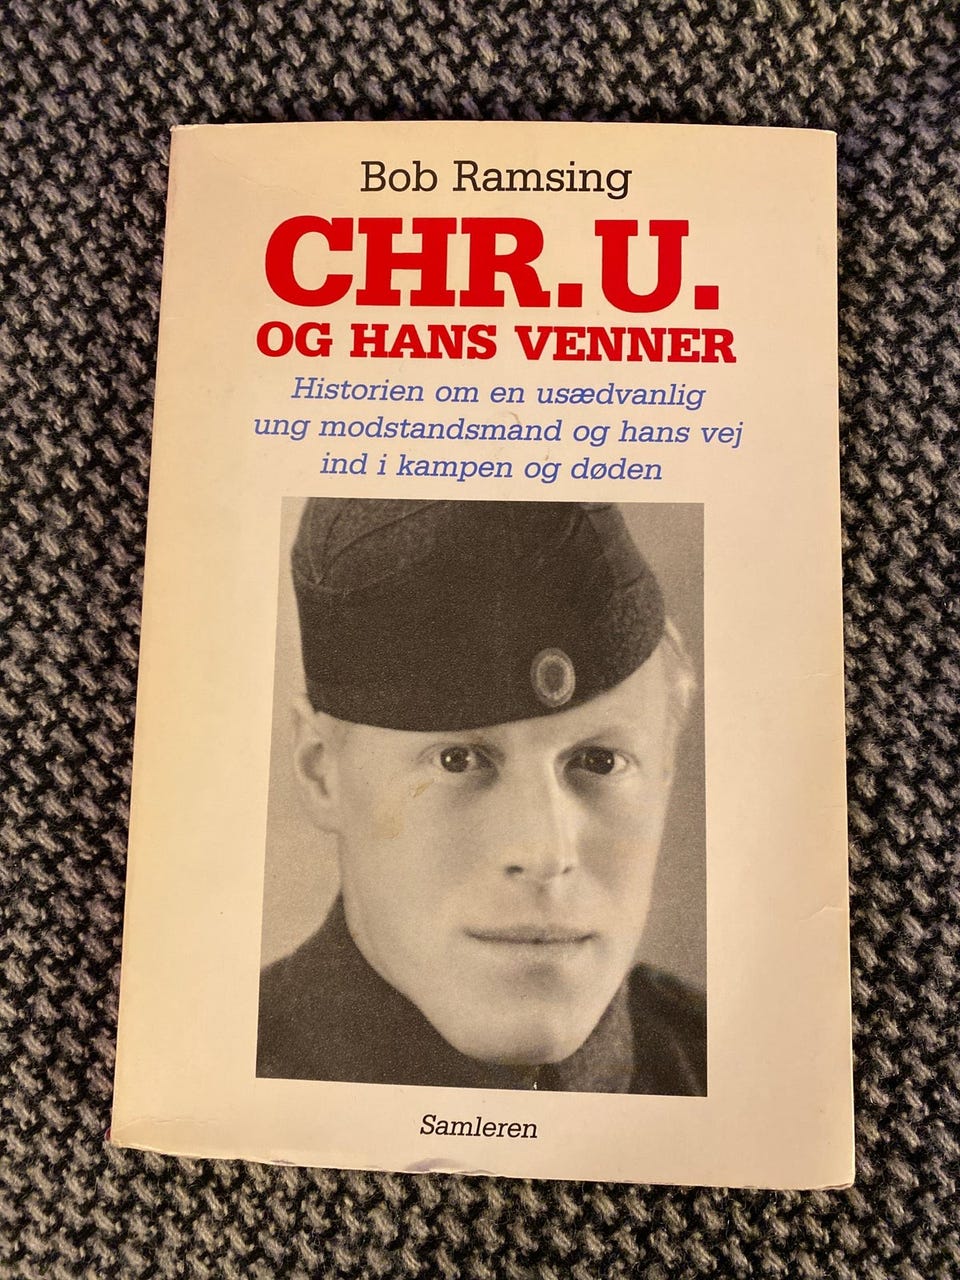 Bob Ramsing
CHR.U.
OG HANS VENNER
Historien om en usædvanlig
ung modstandsmand og hans vej
ind i kampen og døden
Samleren